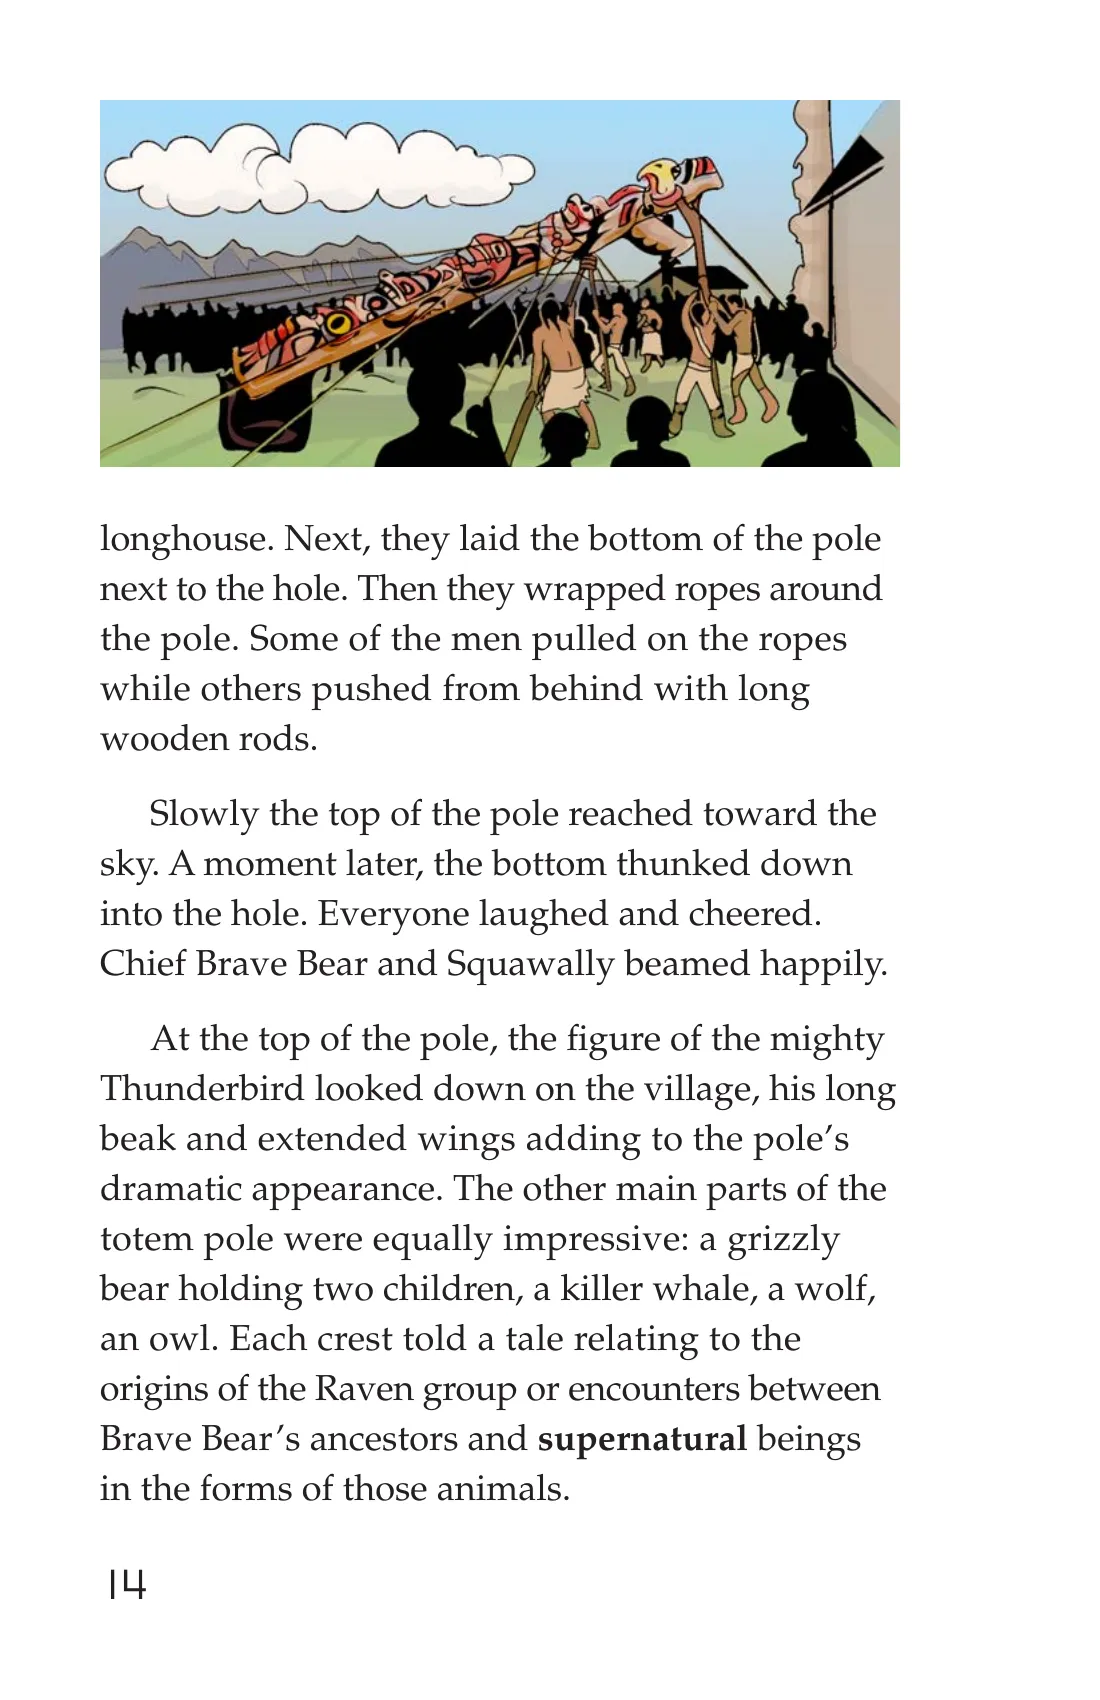 longhouse. Next, they laid the bottom of the pole
next to the hole. Then they wrapped ropes around
the pole. Some of the men pulled on the ropes
while others pushed from behind with long
wooden rods.
Slowly the top of the pole reached toward the
sky. A moment later, the bottom thunked down
into the hole. Everyone laughed and cheered.
Chief Brave Bear and Squawally beamed happily.
At the top of the pole, the figure of the mighty
Thunderbird looked down on the village, his long
beak and extended wings adding to the pole’s
dramatic appearance. The other main parts of the
totem pole were equally impressive: a grizzly
bear holding two children, a killer whale, a wolf,
an owl. Each crest told a tale relating to the
origins of the Raven group or encounters between
Brave Bear’s ancestors and supernatural beings
in the forms of those animals.
14